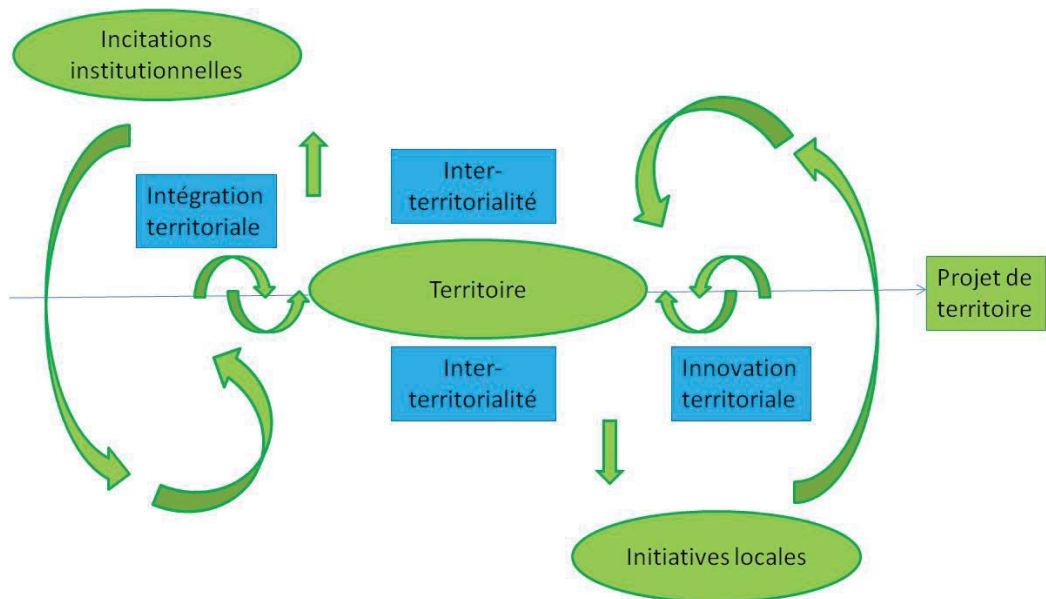 Incitations
institutionnelles
Intégration
territoriale
Inter-
territorialité
Territoire
Projet de
territoire
Inter-
territorialité
Innovation
territoriale
Initiatives locales